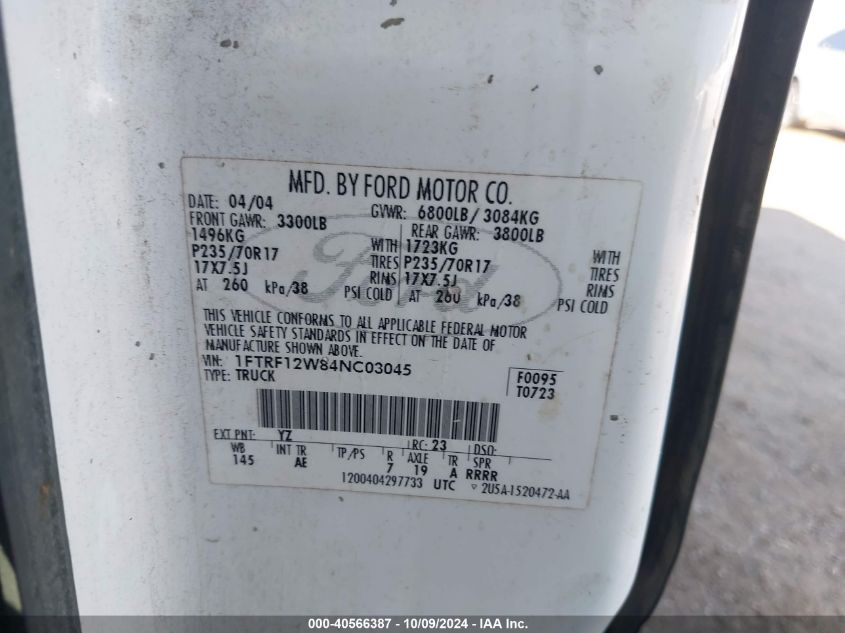 MFD. BY FORD MOTOR CO.
DATE: 04/04 GVWR: 6800LB/ 3084KG
FRONT GAWR: 3300LB REAR GAWR: 3800LB
1496KG WITH 1723KG WITH
P235/70R17 TIRES P235/70R17 TIRES
17X7.5J RIMS 17X7.5J RIMS
AT 260 kPa/38 PSI COLD AT 260 kPa/38 PSI COLD
Ford
THIS VEHICLE CONFORMS TO ALL APPLICABLE FEDERAL MOTOR
VEHICLE SAFETY STANDARDS IN EFFECT ON THE DATE OF
MANUFACTURE SHOWN ABOVE.
VIN: 1FTRF12W84NC03045 F0095
TYPE: TRUCK T0723
EXT PNT: YZ RC: 23 DSO:
WB INT TR TP/PS R AXLE TR SPR
145 AE 7 19 A RRRR
1200404297733 UTC ▿ 2U5A-1520472-AA
000-40566387 - 10/09/2024 - IAA Inc.